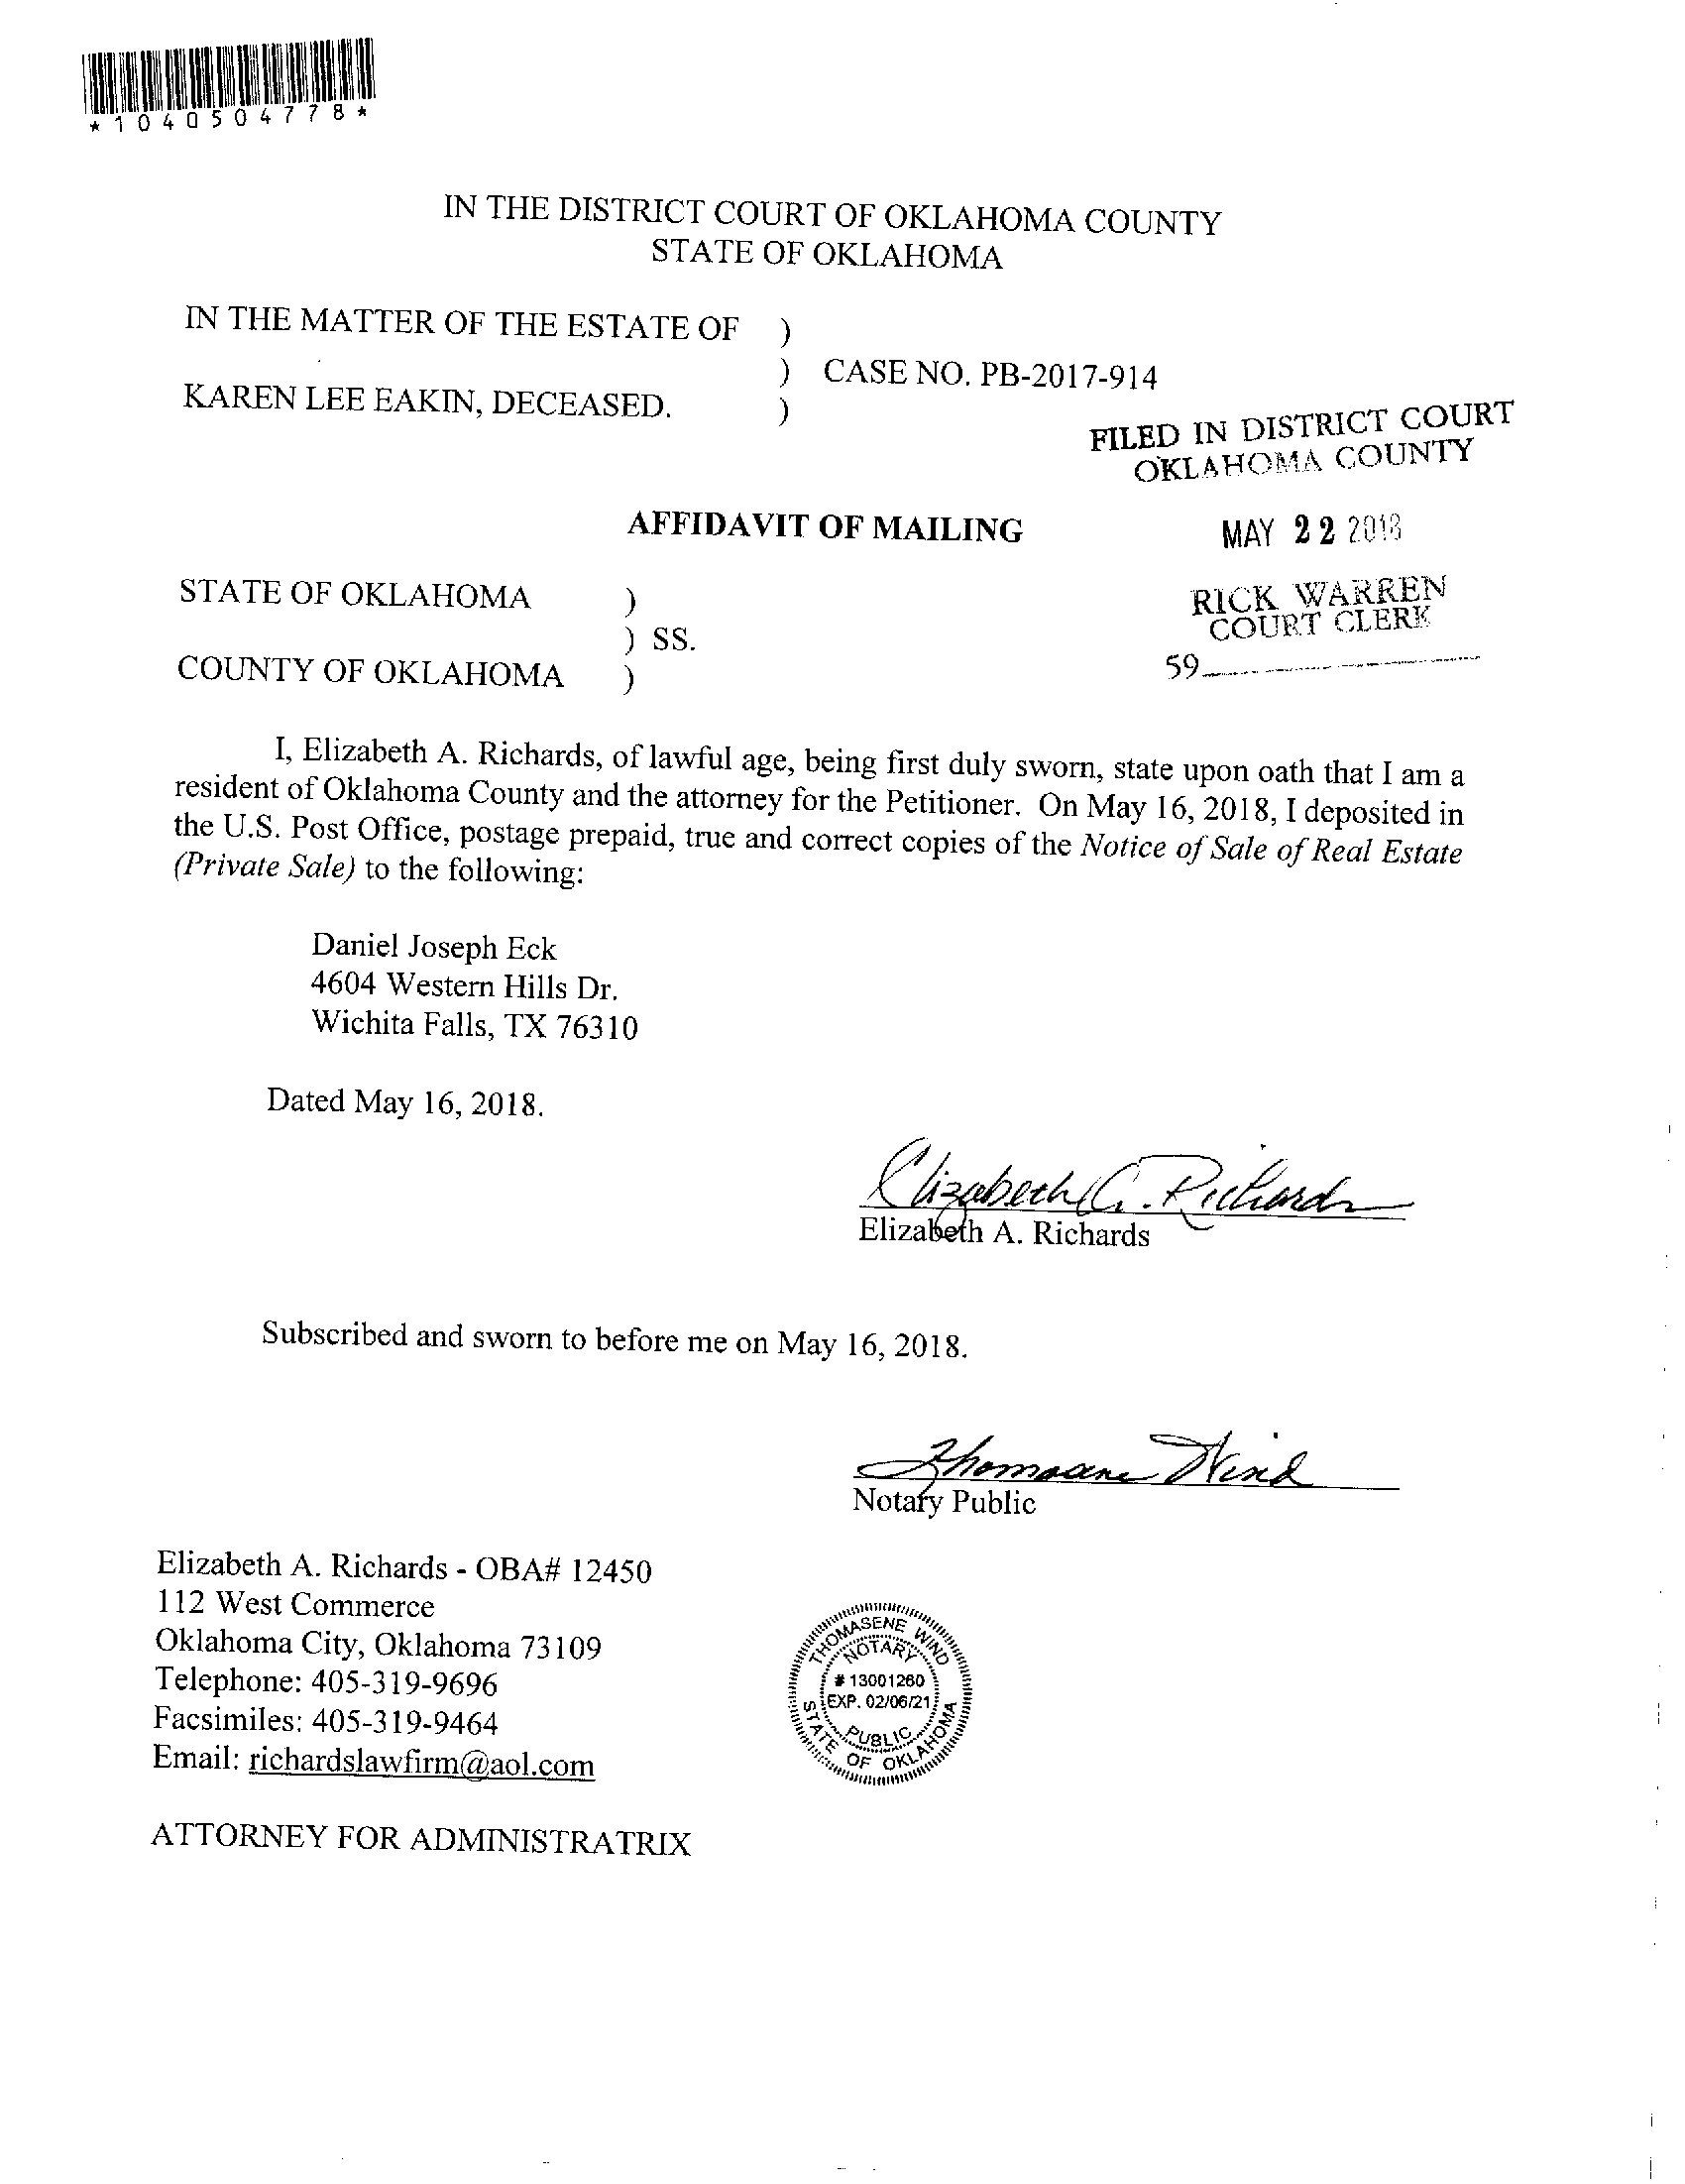 *1040504778*
IN THE DISTRICT COURT OF OKLAHOMA COUNTY
STATE OF OKLAHOMA
IN THE MATTER OF THE ESTATE OF )
) CASE NO. PB-2017-914
KAREN LEE EAKIN, DECEASED. )
FILED IN DISTRICT COURT
OKLAHOMA COUNTY
AFFIDAVIT OF MAILING
MAY 22 2018
STATE OF OKLAHOMA )
) SS.
COUNTY OF OKLAHOMA )
RICK WARREN
COURT CLERK
59
I, Elizabeth A. Richards, of lawful age, being first duly sworn, state upon oath that I am a
resident of Oklahoma County and the attorney for the Petitioner. On May 16, 2018, I deposited in
the U.S. Post Office, postage prepaid, true and correct copies of the Notice of Sale of Real Estate
(Private Sale) to the following:
Daniel Joseph Eck
4604 Western Hills Dr.
Wichita Falls, TX 76310
Dated May 16, 2018.
Elizabeth A. Richards
Elizabeth A. Richards
Subscribed and sworn to before me on May 16, 2018.
Thomasene Wind
Notary Public
Elizabeth A. Richards - OBA# 12450
112 West Commerce
Oklahoma City, Oklahoma 73109
Telephone: 405-319-9696
Facsimiles: 405-319-9464
Email: richardslawfirm@aol.com
THOMASENE WIND
NOTARY
# 13001260
EXP. 02/06/21
PUBLIC
STATE OF OKLAHOMA
ATTORNEY FOR ADMINISTRATRIX